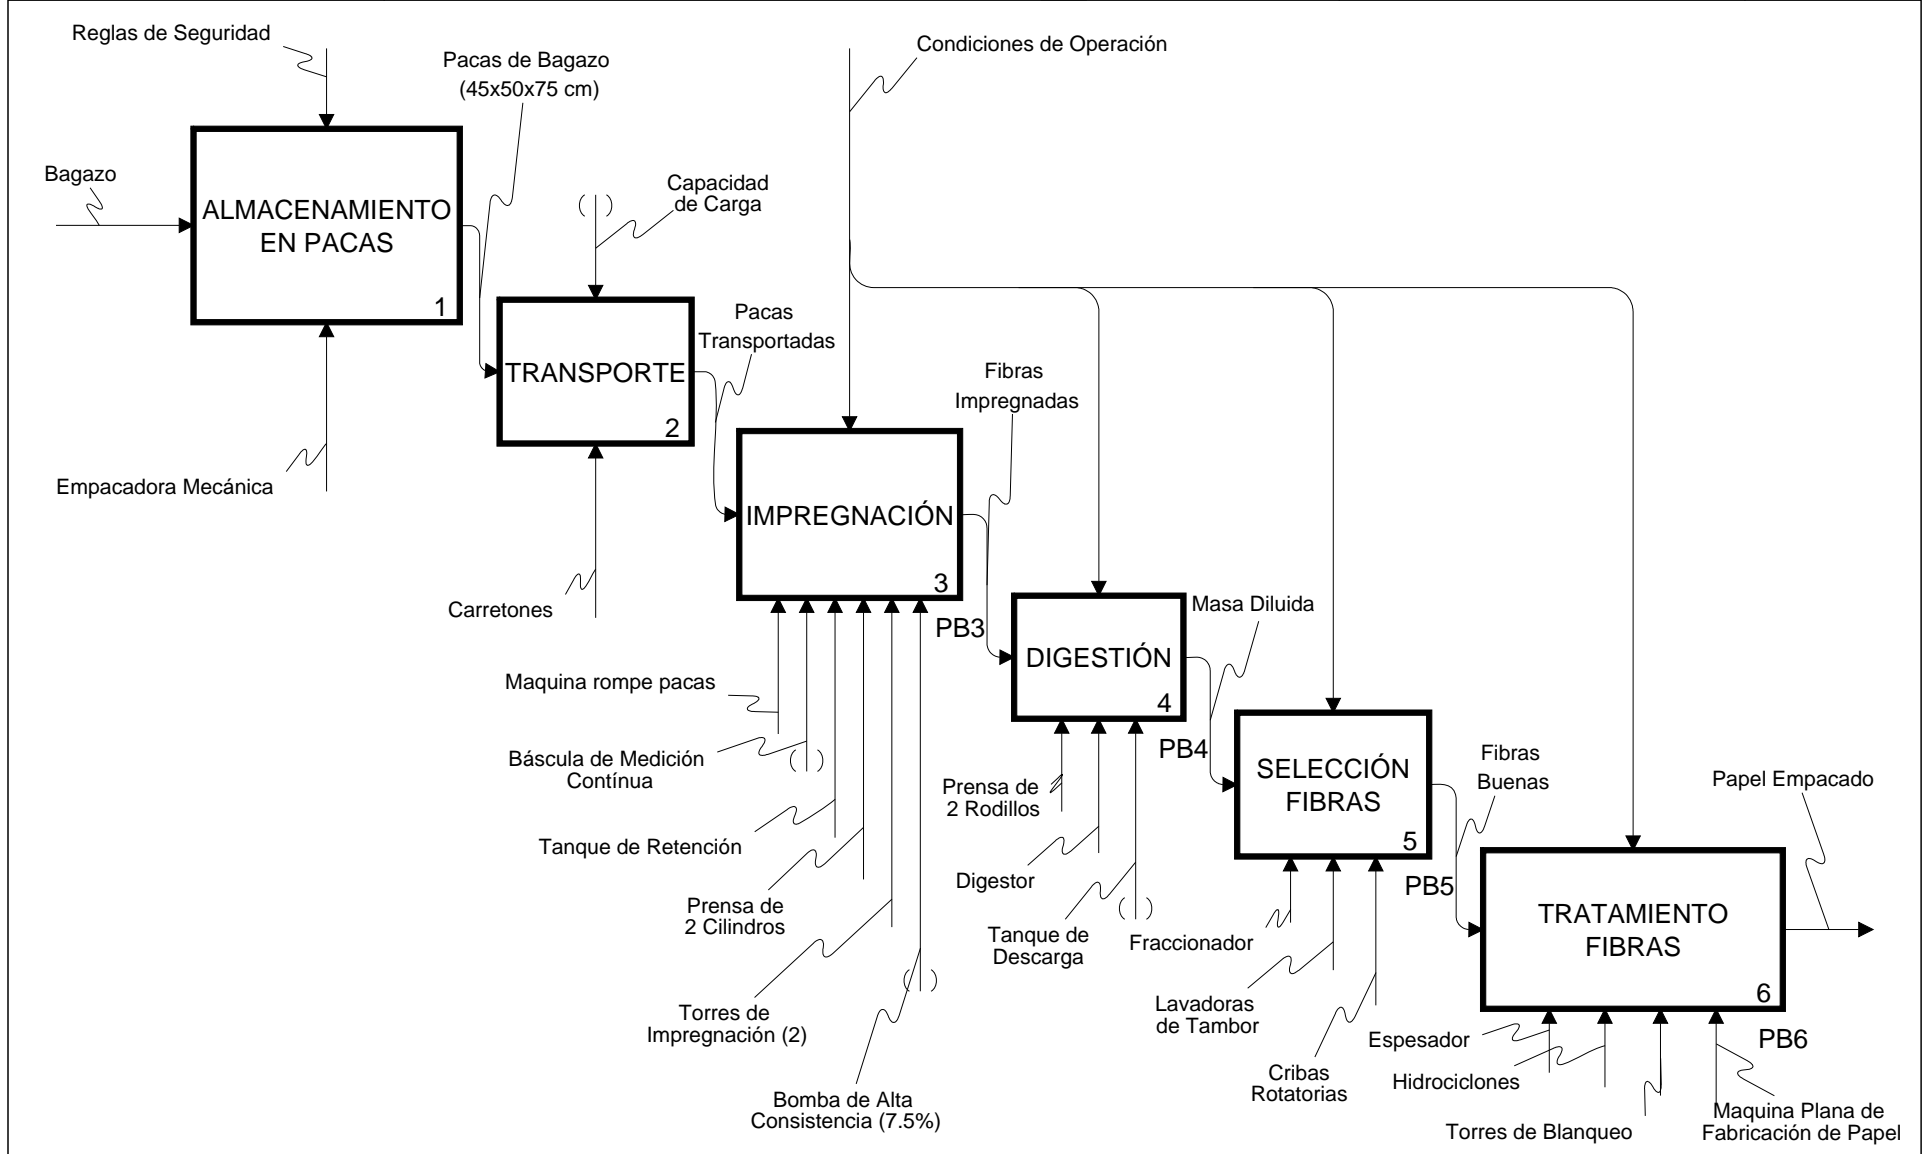 Reglas de Seguridad
Pacas de Bagazo
(45x50x75 cm)
Condiciones de Operación
Bagazo
ALMACENAMIENTO
EN PACAS
1
( )
Capacidad
de Carga
Empacadora Mecánica
TRANSPORTE
2
Pacas
Transportadas
Carretones
IMPREGNACIÓN
3
PB3
Fibras
Impregnadas
Maquina rompe pacas
Báscula de Medición
Contínua
( )
Tanque de Retención
Prensa de
2 Cilindros
Torres de
Impregnación (2)
( )
Bomba de Alta
Consistencia (7.5%)
DIGESTIÓN
4
PB4
Masa Diluida
Prensa de
2 Rodillos
Digestor
Tanque de
Descarga
( )
SELECCIÓN
FIBRAS
5
PB5
Fibras
Buenas
Fraccionador
Lavadoras
de Tambor
Cribas
Rotatorias
TRATAMIENTO
FIBRAS
6
PB6
Papel Empacado
Espesador
Hidrociclones
Torres de Blanqueo
Maquina Plana de
Fabricación de Papel